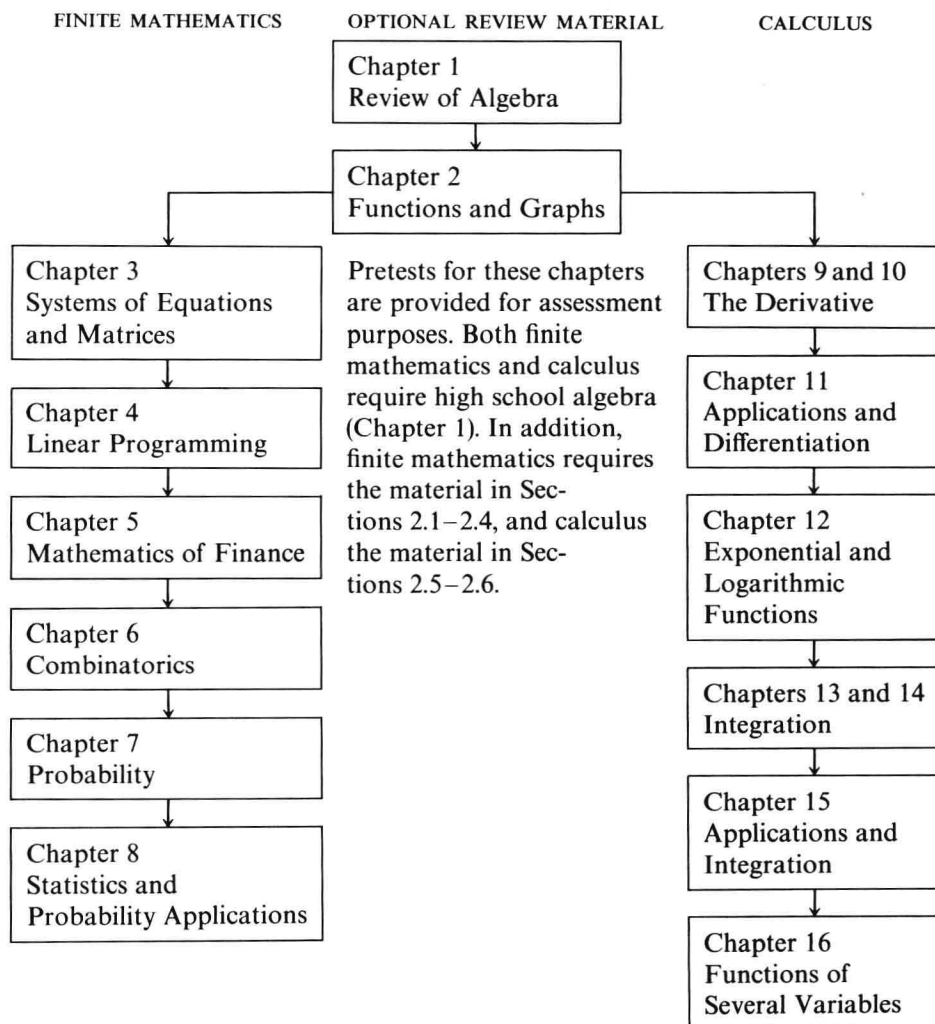 FINITE MATHEMATICS
OPTIONAL REVIEW MATERIAL
CALCULUS
Chapter 1
Review of Algebra
Chapter 2
Functions and Graphs
Chapter 3
Systems of Equations
and Matrices
Chapter 4
Linear Programming
Chapter 5
Mathematics of Finance
Chapter 6
Combinatorics
Chapter 7
Probability
Chapter 8
Statistics and
Probability Applications
Pretests for these chapters
are provided for assessment
purposes. Both finite
mathematics and calculus
require high school algebra
(Chapter 1). In addition,
finite mathematics requires
the material in Sec-
tions 2.1–2.4, and calculus
the material in Sec-
tions 2.5–2.6.
Chapters 9 and 10
The Derivative
Chapter 11
Applications and
Differentiation
Chapter 12
Exponential and
Logarithmic
Functions
Chapters 13 and 14
Integration
Chapter 15
Applications and
Integration
Chapter 16
Functions of
Several Variables